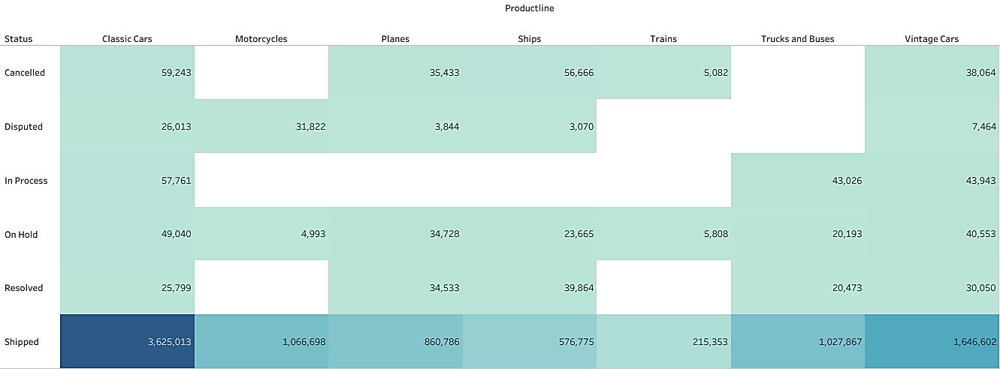 Productline
Status Classic Cars Motorcycles Planes Ships Trains Trucks and Buses Vintage Cars
Cancelled 59,243 35,433 56,666 5,082 38,064
Disputed 26,013 31,822 3,844 3,070 7,464
In Process 57,761 43,026 43,943
On Hold 49,040 4,993 34,728 23,665 5,808 20,193 40,553
Resolved 25,799 34,533 39,864 20,473 30,050
Shipped 3,625,013 1,066,698 860,786 576,775 215,353 1,027,867 1,646,602